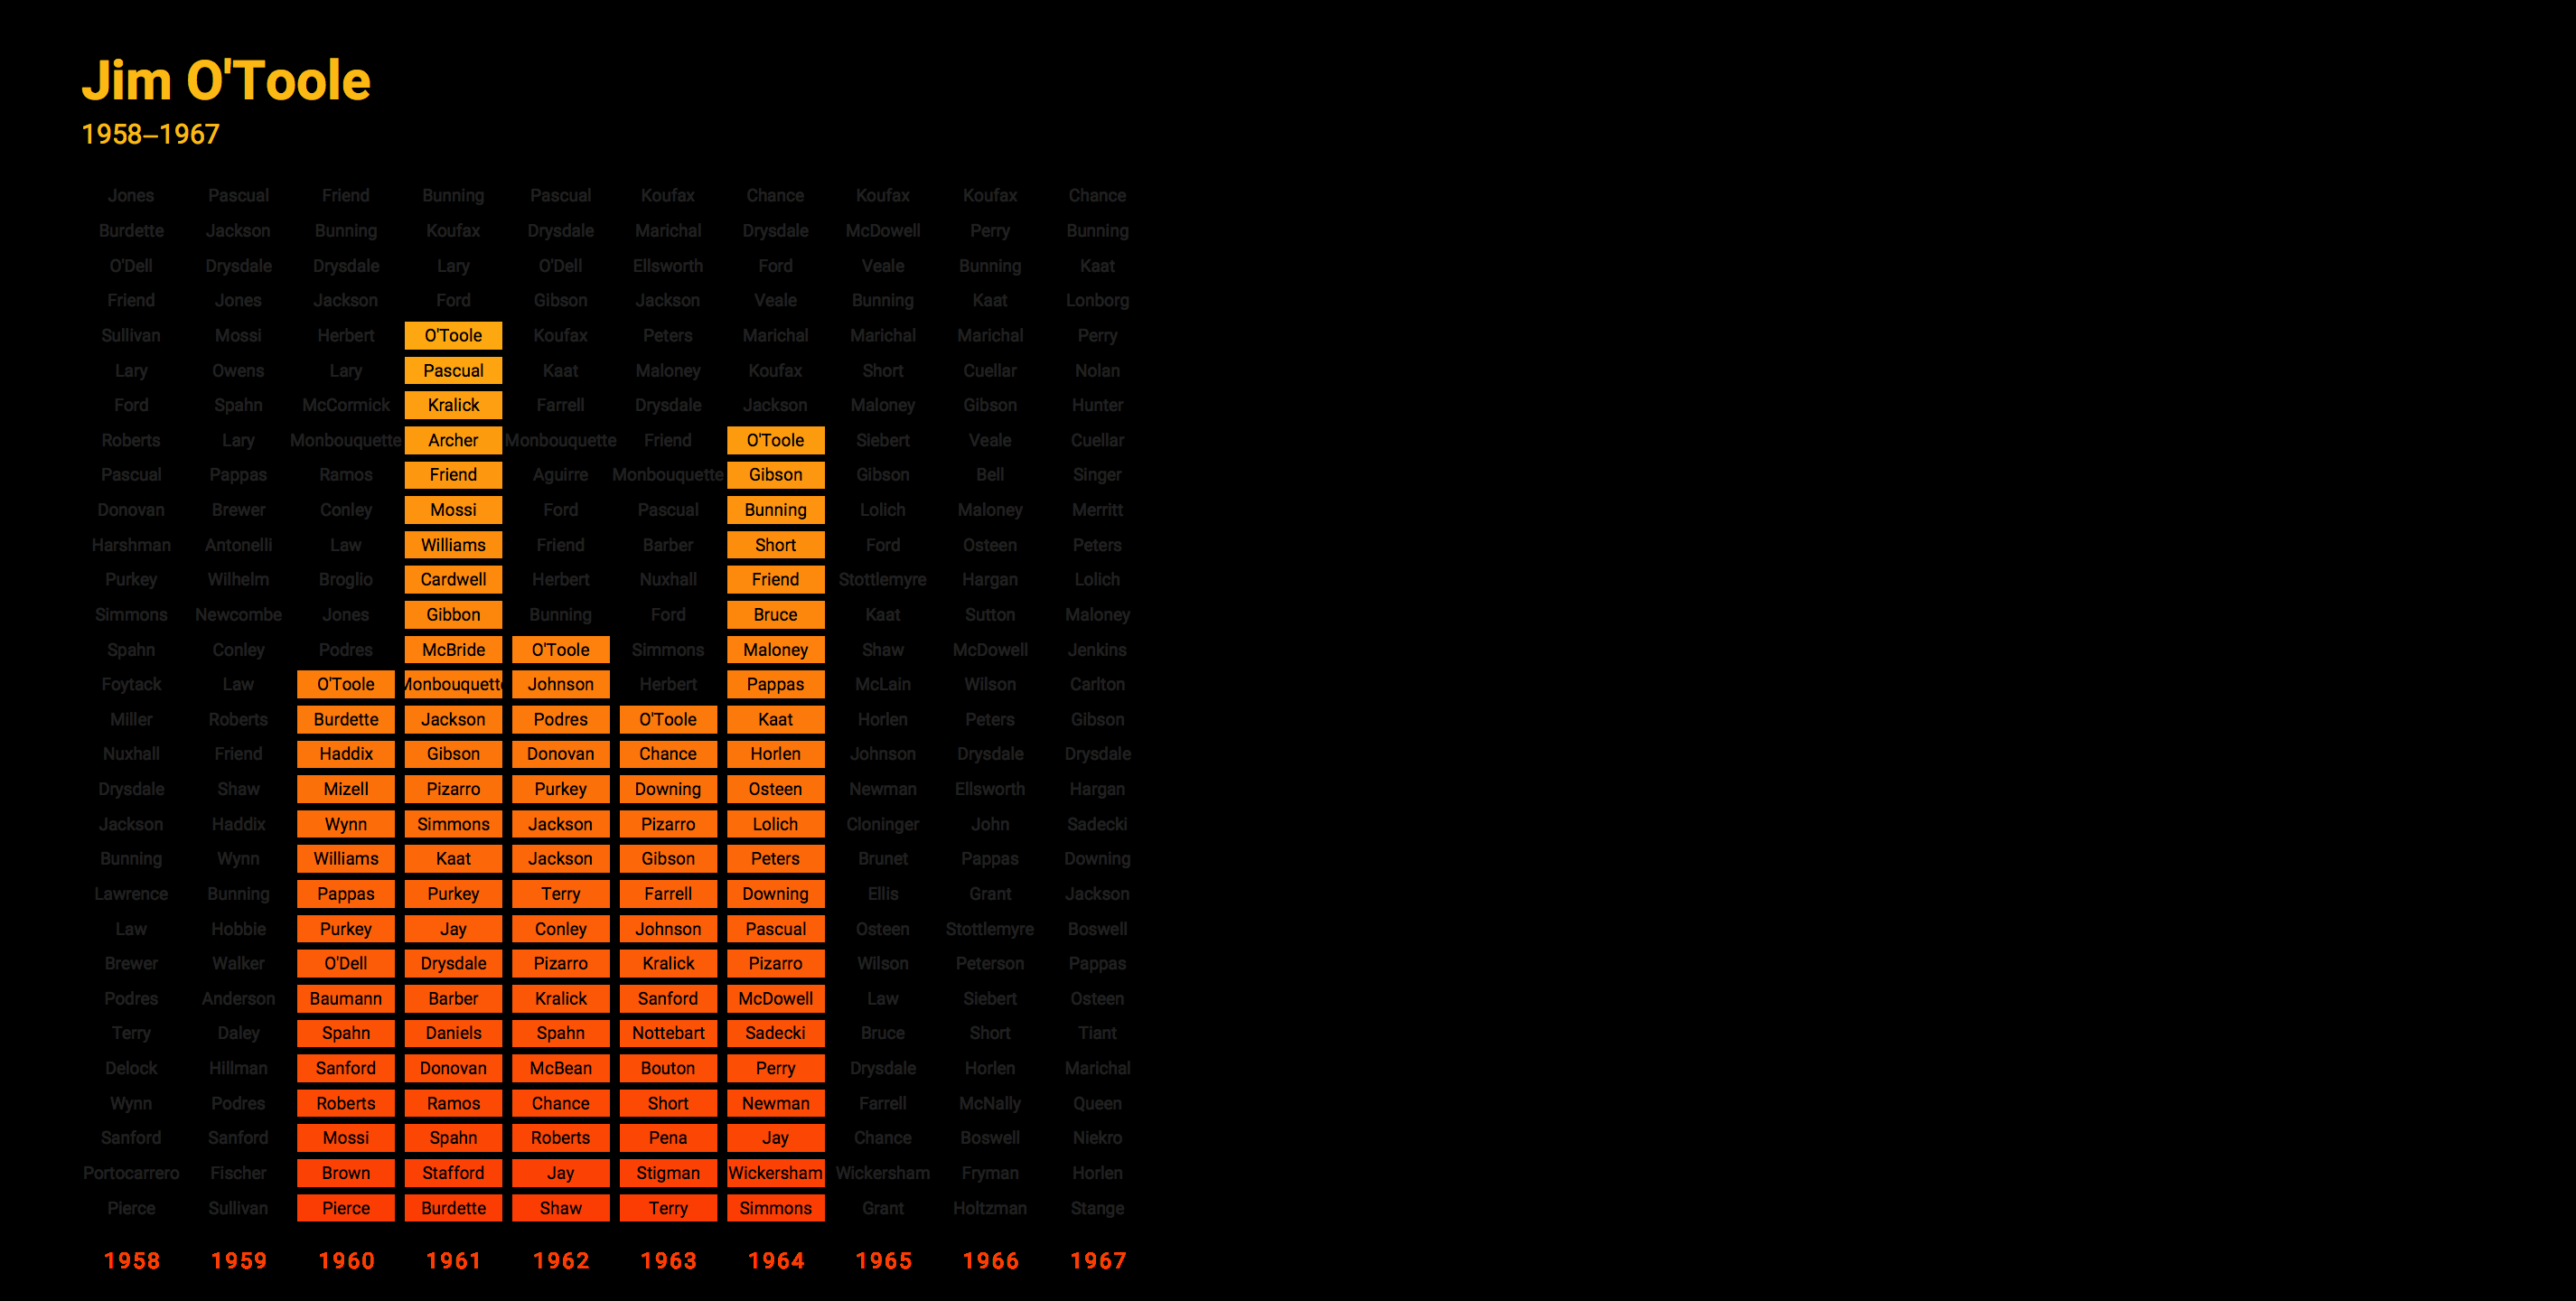 Jim O'Toole
1958–1967
Jones Pascual Friend Bunning Pascual Koufax Chance Koufax Koufax Chance
Burdette Jackson Bunning Koufax Drysdale Marichal Drysdale McDowell Perry Bunning
O'Dell Drysdale Drysdale Lary O'Dell Ellsworth Ford Veale Bunning Kaat
Friend Jones Jackson Ford Gibson Jackson Veale Bunning Kaat Lonborg
Sullivan Mossi Herbert O'Toole Koufax Peters Marichal Marichal Marichal Perry
Lary Owens Lary Pascual Kaat Maloney Koufax Short Cuellar Nolan
Ford Spahn McCormick Kralick Farrell Drysdale Jackson Maloney Gibson Hunter
Roberts Lary Monbouquette Archer Monbouquette Friend O'Toole Siebert Veale Cuellar
Pascual Pappas Ramos Friend Aguirre Monbouquette Gibson Gibson Bell Singer
Donovan Brewer Conley Mossi Ford Pascual Bunning Lolich Maloney Merritt
Harshman Antonelli Law Williams Friend Barber Short Ford Osteen Peters
Purkey Wilhelm Broglio Cardwell Herbert Nuxhall Friend Stottlemyre Hargan Lolich
Simmons Newcombe Jones Gibbon Bunning Ford Bruce Kaat Sutton Maloney
Spahn Conley Podres McBride O'Toole Simmons Maloney Shaw McDowell Jenkins
Foytack Law O'Toole Monbouquette Johnson Herbert Pappas McLain Wilson Carlton
Miller Roberts Burdette Jackson Podres O'Toole Kaat Horlen Peters Gibson
Nuxhall Friend Haddix Gibson Donovan Chance Horlen Johnson Drysdale Drysdale
Drysdale Shaw Mizell Pizarro Purkey Downing Osteen Newman Ellsworth Hargan
Jackson Haddix Wynn Simmons Jackson Pizarro Lolich Cloninger John Sadecki
Bunning Wynn Williams Kaat Jackson Gibson Peters Brunet Pappas Downing
Lawrence Bunning Pappas Purkey Terry Farrell Downing Ellis Grant Jackson
Law Hobbie Purkey Jay Conley Johnson Pascual Osteen Stottlemyre Boswell
Brewer Walker O'Dell Drysdale Pizarro Kralick Pizarro Wilson Peterson Pappas
Podres Anderson Baumann Barber Kralick Sanford McDowell Law Siebert Osteen
Terry Daley Spahn Daniels Spahn Nottebart Sadecki Bruce Short Tiant
Delock Hillman Sanford Donovan McBean Bouton Perry Drysdale Horlen Marichal
Wynn Podres Roberts Ramos Chance Short Newman Farrell McNally Queen
Sanford Sanford Mossi Spahn Roberts Pena Jay Chance Boswell Niekro
Portocarrero Fischer Brown Stafford Jay Stigman Wickersham Wickersham Fryman Horlen
Pierce Sullivan Pierce Burdette Shaw Terry Simmons Grant Holtzman Stange
1958 1959 1960 1961 1962 1963 1964 1965 1966 1967